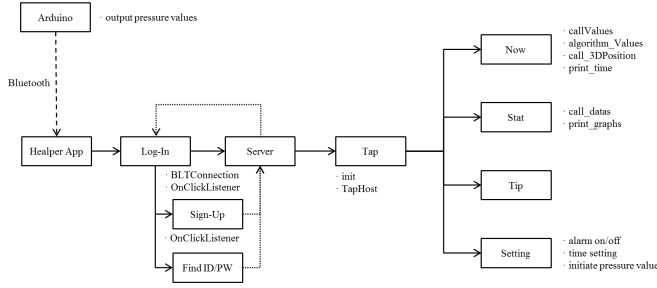 Arduino
· output pressure values
Bluetooth
Healper App
Log-In
Server
Tap
· BLTConnection
· OnClickListener
· init
· TapHost
Sign-Up
· OnClickListener
Find ID/PW
Now
· callValues
· algorithm_Values
· call_3DPosition
· print_time
Stat
· call_datas
· print_graphs
Tip
Setting
· alarm on/off
· time setting
· initiate pressure value